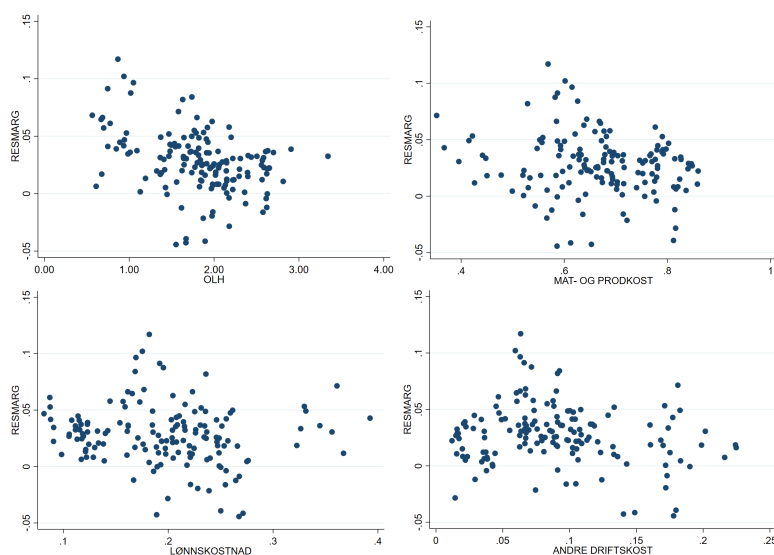 .15
.1
.05
0
-.05
RESMARG
0.00 1.00 2.00 3.00 4.00
OLH
.15
.1
.05
0
-.05
RESMARG
.4 .6 .8 1
MAT- OG PRODKOST
.15
.1
.05
0
-.05
RESMARG
.1 .2 .3 .4
LØNNSKOSTNAD
.15
.1
.05
0
-.05
RESMARG
0 .05 .1 .15 .2 .25
ANDRE DRIFTSKOST